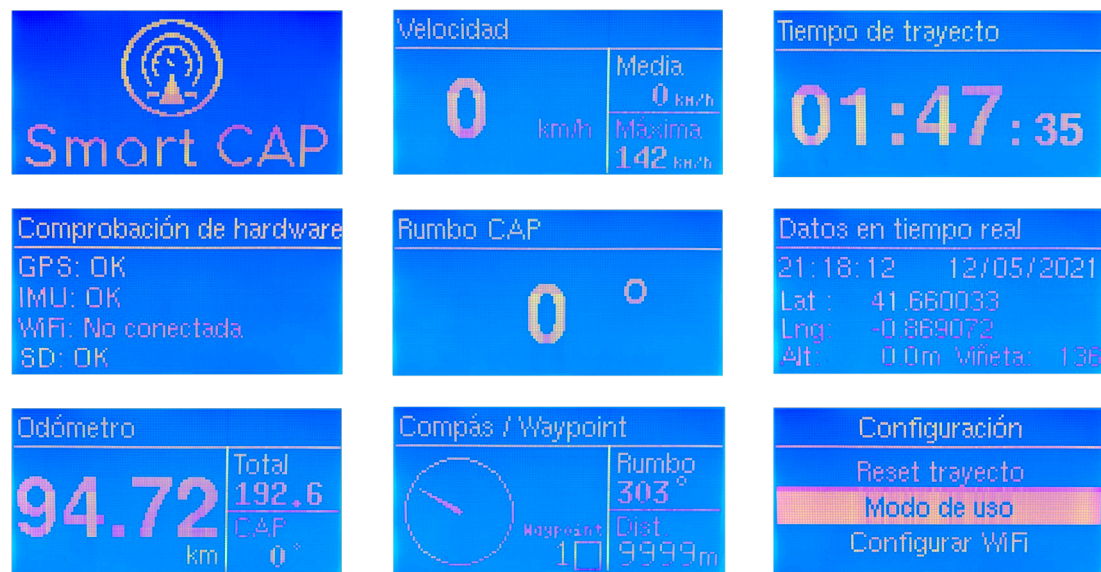 Smart CAP
Velocidad
0 km/h
Media
0 KM/h
Máxima
142 KM/h
Tiempo de trayecto
01:47:35
Comprobación de hardware
GPS: OK
IMU: OK
WiFi: No conectada
SD: OK
Rumbo CAP
0 °
Datos en tiempo real
21:18:12 12/05/2021
Lat : 41.660033
Lng: -0.869072
Alt: 0.0m Viñeta: 136
Odómetro
94.72
km
Total
192.6
CAP
0°
Compás / Waypoint
Waypoint
1
Rumbo
303°
Dist.
9999m
Configuración
Reset trayecto
Modo de uso
Configurar WiFi